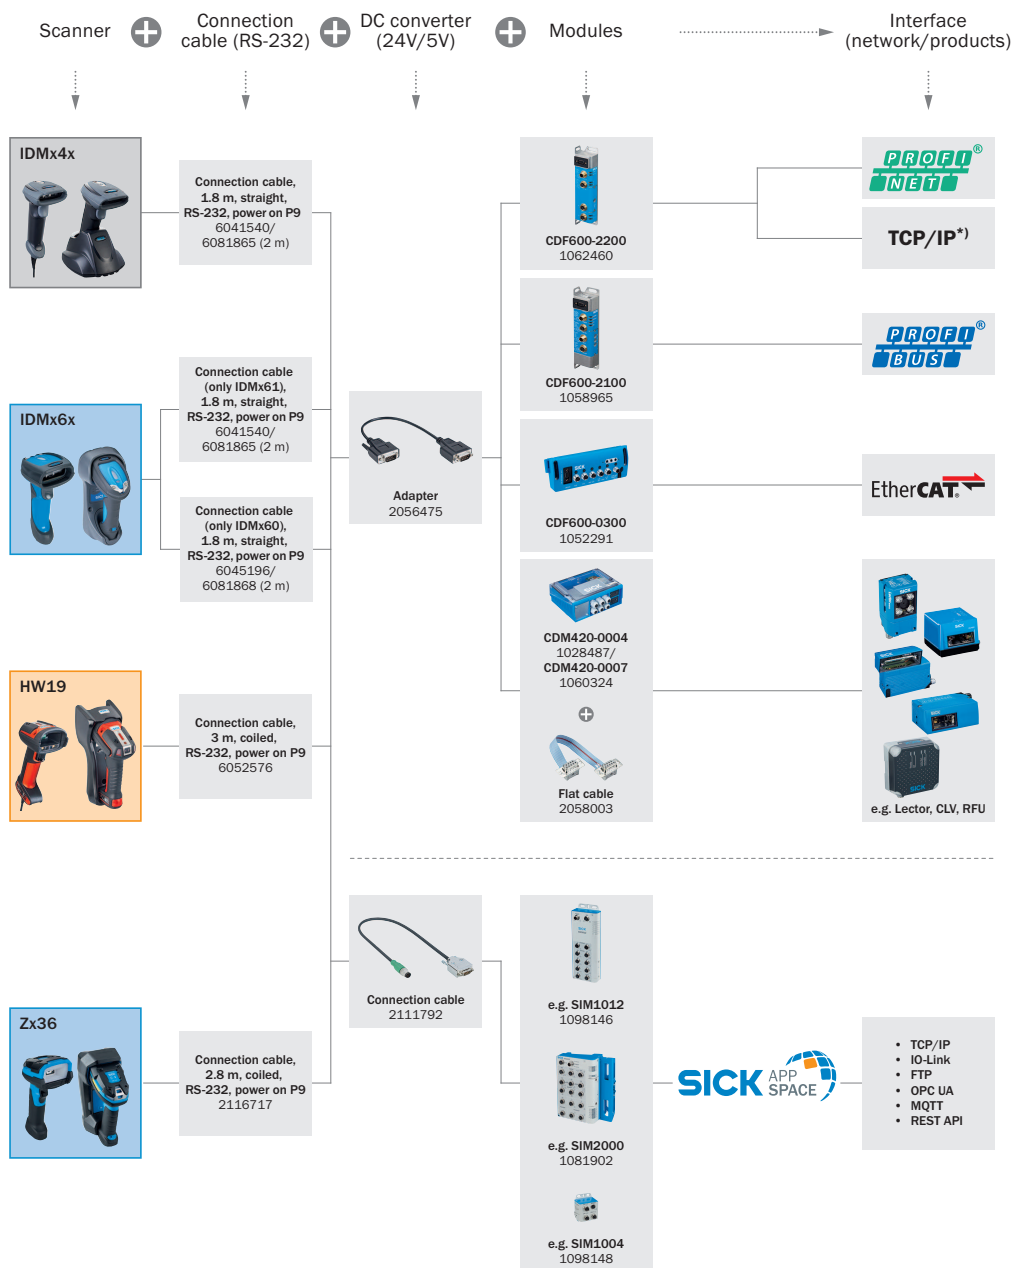 Scanner
Connection
cable (RS-232)
DC converter
(24V/5V)
Modules
Interface
(network/products)
IDMx4x
Connection cable,
1.8 m, straight,
RS-232, power on P9
6041540/
6081865 (2 m)
CDF600-2200
1062460
PROFI®
NET
TCP/IP*)
CDF600-2100
1058965
PROFI®
BUS
IDMx6x
Connection cable
(only IDMx61),
1.8 m, straight,
RS-232, power on P9
6041540/
6081865 (2 m)
Connection cable
(only IDMx60),
1.8 m, straight,
RS-232, power on P9
6045196/
6081868 (2 m)
Adapter
2056475
SICK
CDF600-0300
1052291
EtherCAT®
CDM420-0004
1028487/
CDM420-0007
1060324
Flat cable
2058003
SICK
SICK
SICK
e.g. Lector, CLV, RFU
HW19
Connection cable,
3 m, coiled,
RS-232, power on P9
6052576
Connection cable
2111792
SICK
e.g. SIM1012
1098146
Zx36
Connection cable,
2.8 m, coiled,
RS-232, power on P9
2116717
e.g. SIM2000
1081902
e.g. SIM1004
1098148
SICK APP
SPACE
• TCP/IP
• IO-Link
• FTP
• OPC UA
• MQTT
• REST API